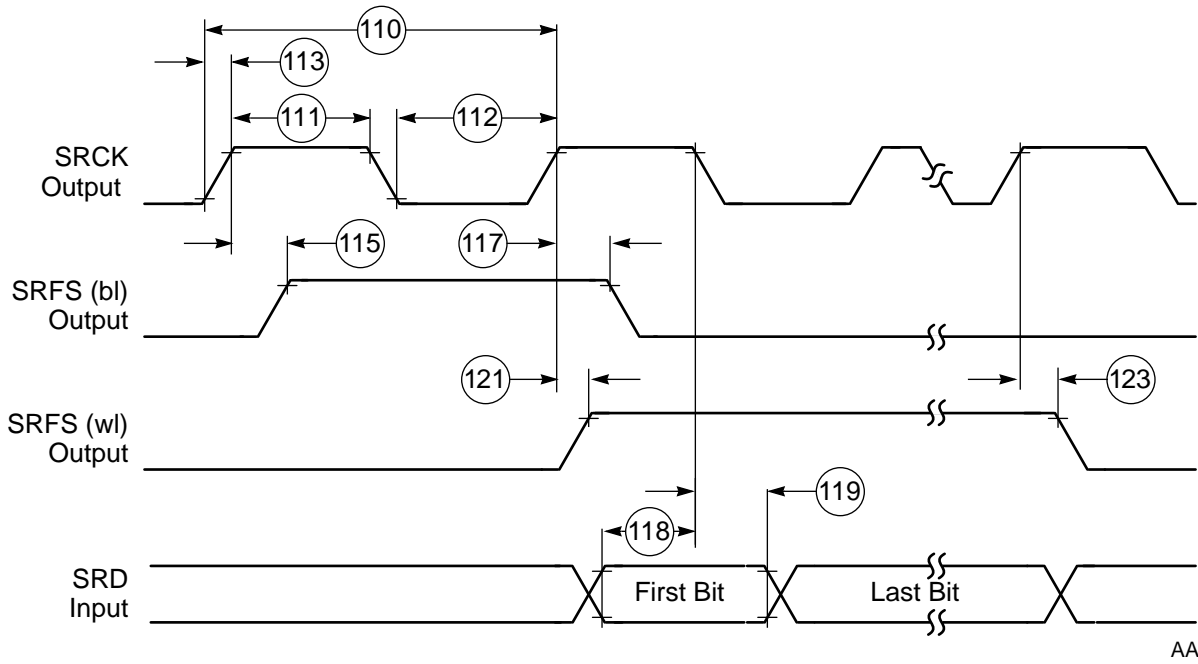 110
113
111
112
SRCK
Output
115
117
SRFS (bl)
Output
121
123
SRFS (wl)
Output
119
118
SRD
Input
First Bit
Last Bit
AA